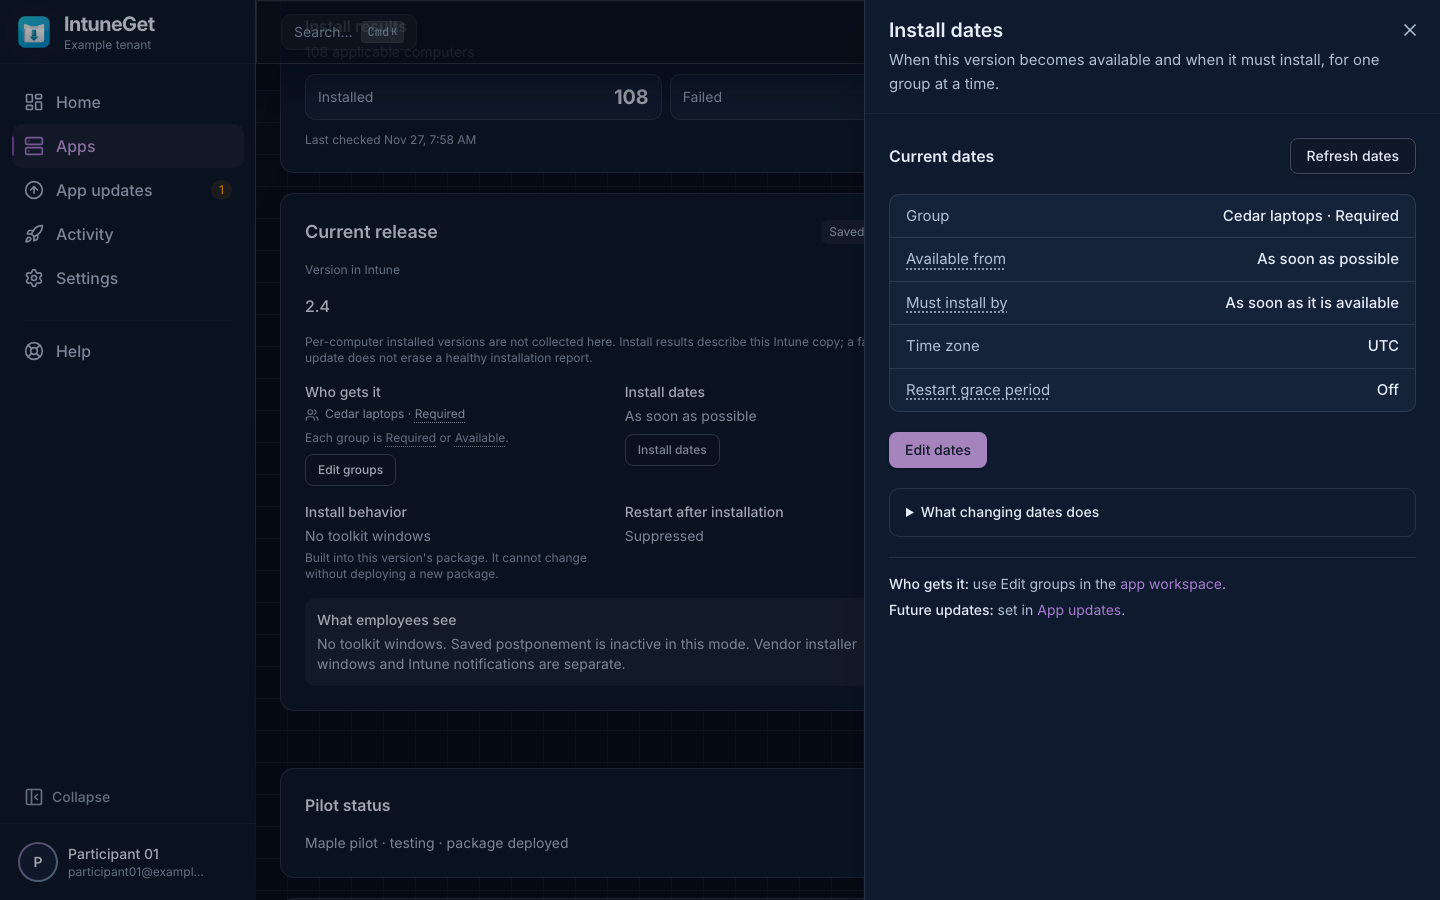 IntuneGet
Example tenant
Home
Apps
App updates
1
Activity
Settings
Help
Collapse
P
Participant 01
participant01@exampl...
Search...
Cmd K
Install results
108 applicable computers
Installed
108
Failed
Last checked Nov 27, 7:58 AM
Current release
Saved
Version in Intune
2.4
Per-computer installed versions are not collected here. Install results describe this Intune copy; a
update does not erase a healthy installation report.
Who gets it
Cedar laptops · Required
Each group is Required or Available.
Edit groups
Install dates
As soon as possible
Install dates
Install behavior
No toolkit windows
Built into this version's package. It cannot change
without deploying a new package.
Restart after installation
Suppressed
What employees see
No toolkit windows. Saved postponement is inactive in this mode. Vendor installer
windows and Intune notifications are separate.
Pilot status
Maple pilot · testing · package deployed
Install dates
When this version becomes available and when it must install, for one
group at a time.
Current dates
Refresh dates
Group
Cedar laptops · Required
Available from
As soon as possible
Must install by
As soon as it is available
Time zone
UTC
Restart grace period
Off
Edit dates
What changing dates does
Who gets it: use Edit groups in the app workspace.
Future updates: set in App updates.